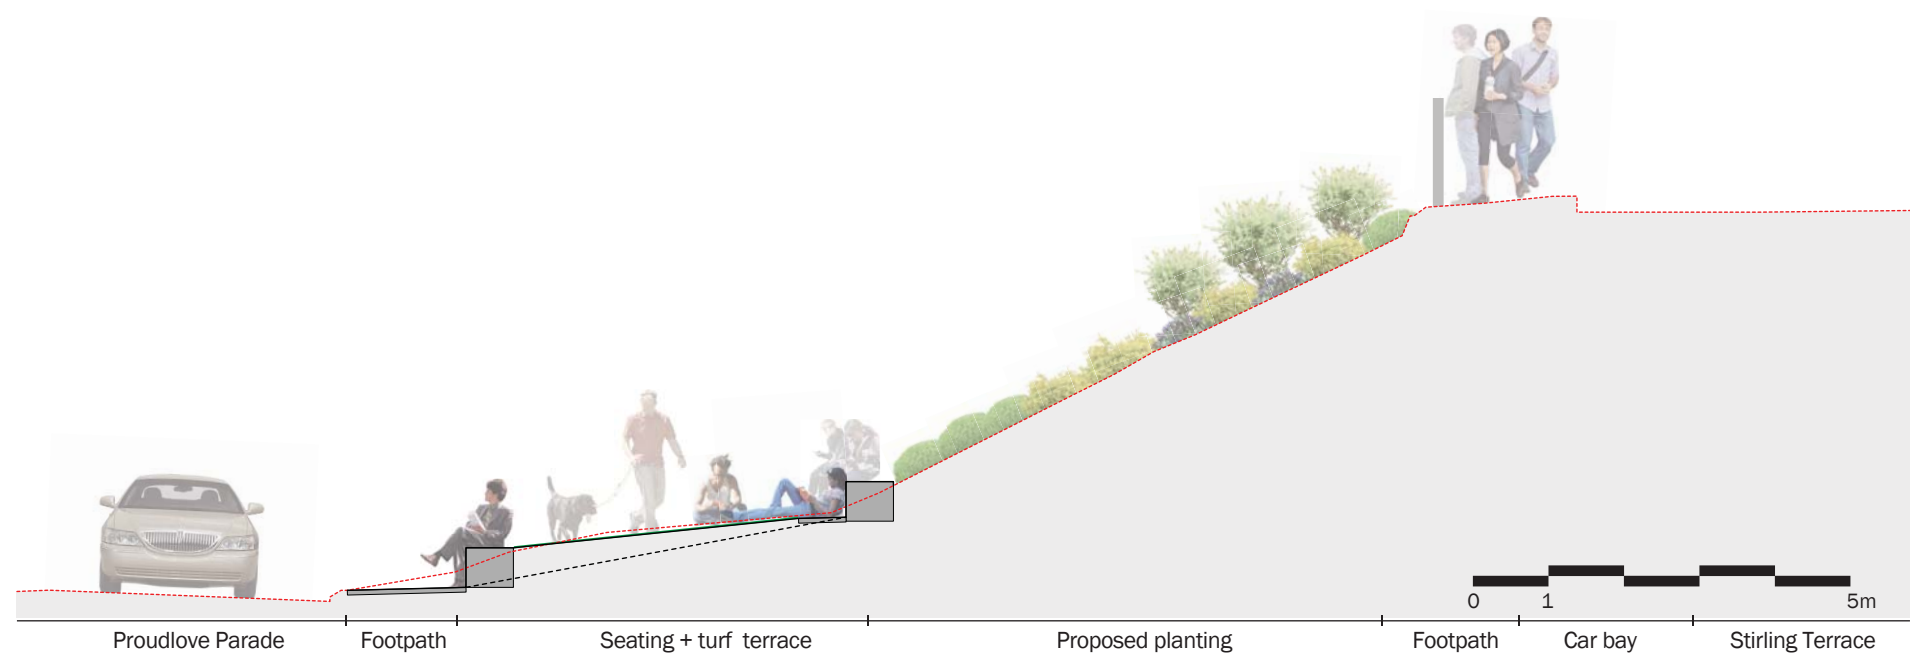 0 1 5m
Proudlove Parade Footpath Seating + turf terrace Proposed planting Footpath Car bay Stirling Terrace